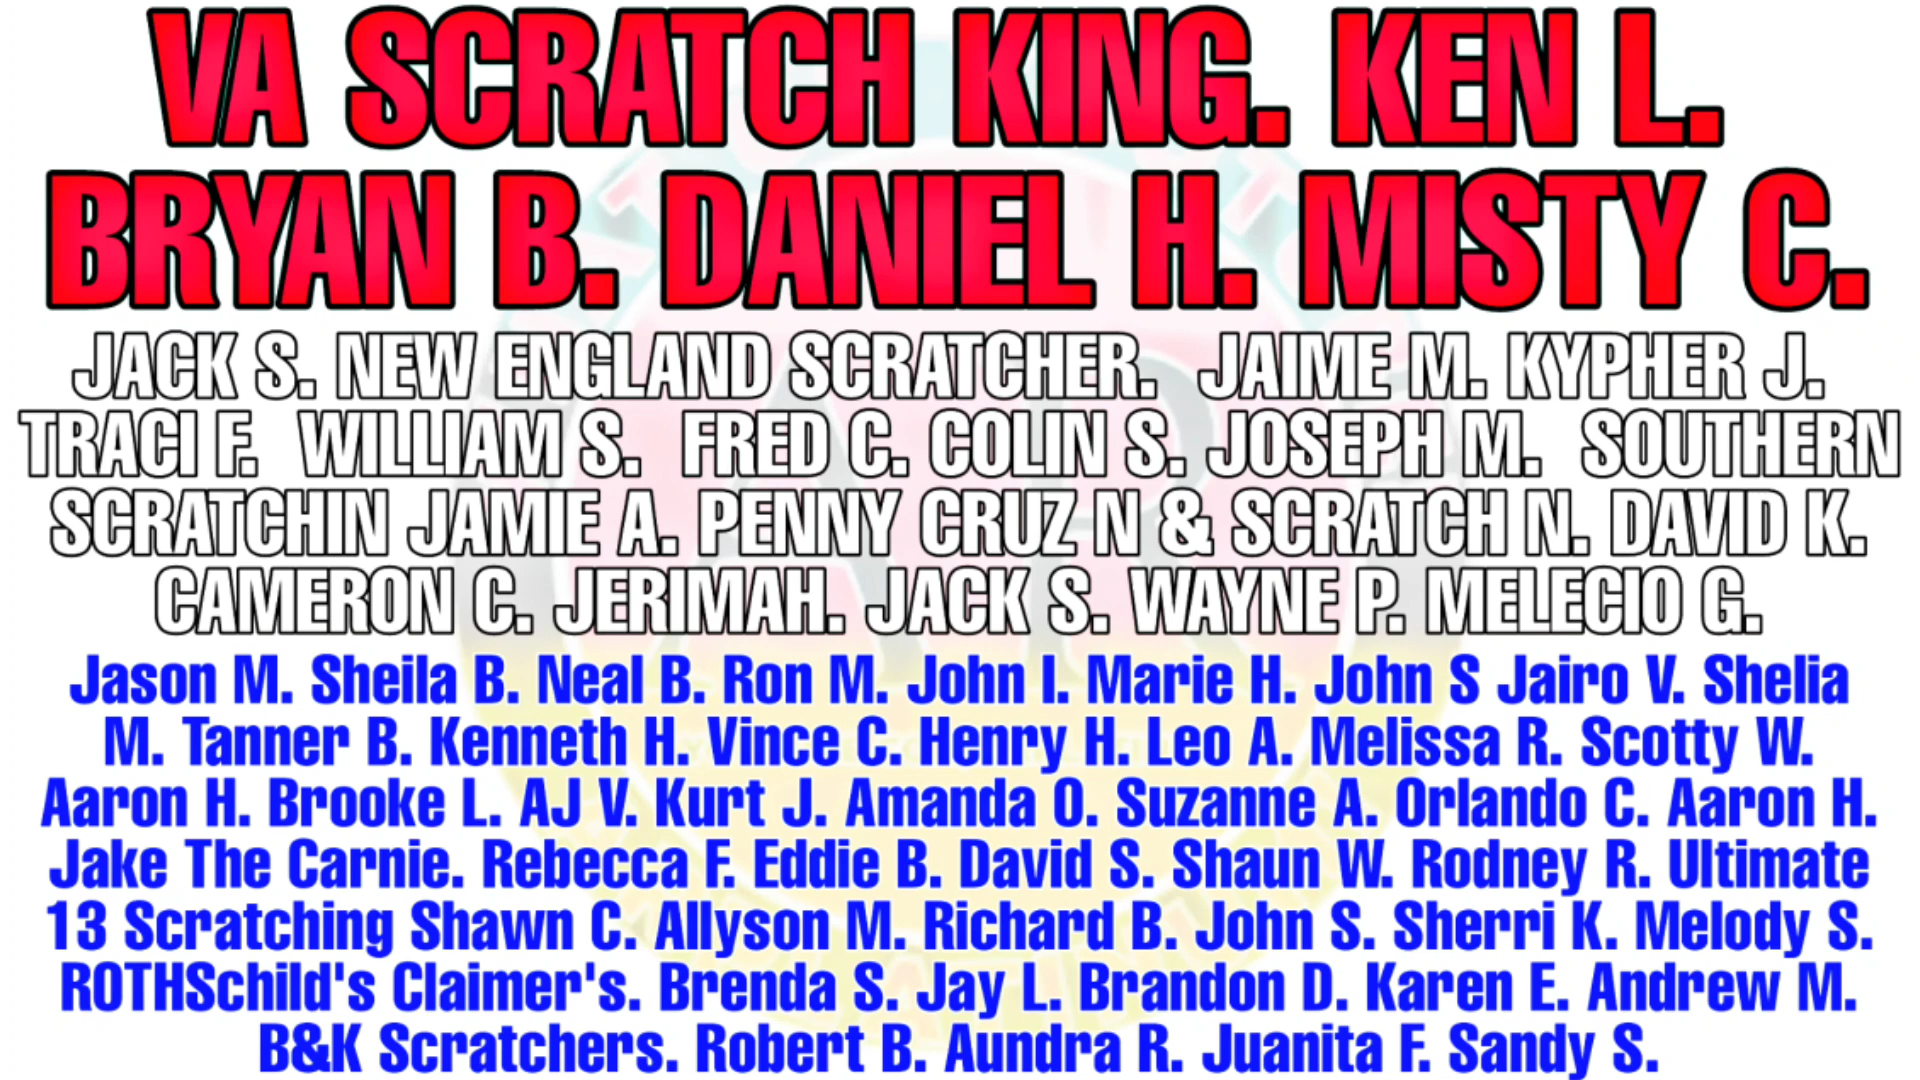 VA SCRATCH KING. KEN L.
BRYAN B. DANIEL H. MISTY C.
JACK S. NEW ENGLAND SCRATCHER. JAIME M. KYPHER J.
TRACI F. WILLIAM S. FRED C. COLIN S. JOSEPH M. SOUTHERN
SCRATCHIN JAMIE A. PENNY CRUZ N & SCRATCH N. DAVID K.
CAMERON C. JERIMAH. JACK S. WAYNE P. MELECIO G.
Jason M. Sheila B. Neal B. Ron M. John I. Marie H. John S Jairo V. Shelia
M. Tanner B. Kenneth H. Vince C. Henry H. Leo A. Melissa R. Scotty W.
Aaron H. Brooke L. AJ V. Kurt J. Amanda O. Suzanne A. Orlando C. Aaron H.
Jake The Carnie. Rebecca F. Eddie B. David S. Shaun W. Rodney R. Ultimate
13 Scratching Shawn C. Allyson M. Richard B. John S. Sherri K. Melody S.
ROTHSchild's Claimer's. Brenda S. Jay L. Brandon D. Karen E. Andrew M.
B&K Scratchers. Robert B. Aundra R. Juanita F. Sandy S.